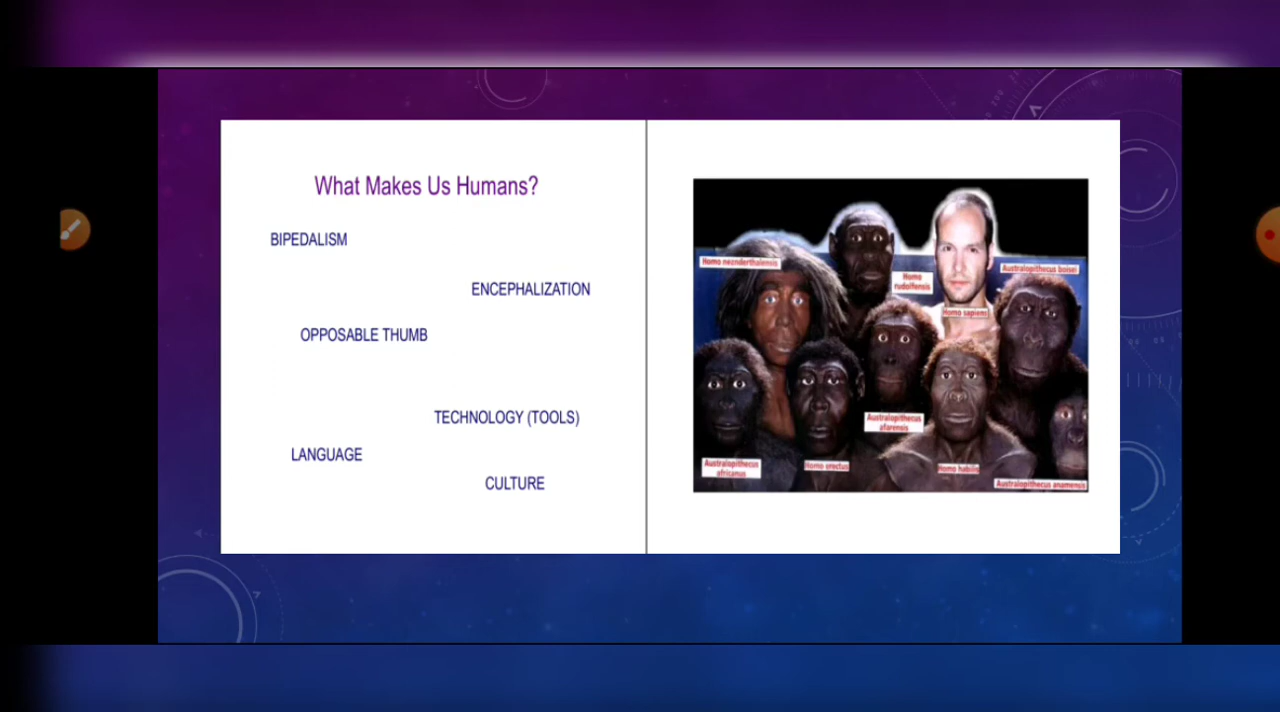 What Makes Us Humans?
BIPEDALISM
ENCEPHALIZATION
OPPOSABLE THUMB
TECHNOLOGY (TOOLS)
LANGUAGE
CULTURE
Homo neanderthalensis
Homo
rudolfensis
Homo sapiens
Australopithecus boisei
Australopithecus
afarensis
Australopithecus
africanus
Homo erectus
Homo habilis
Australopithecus anamensis